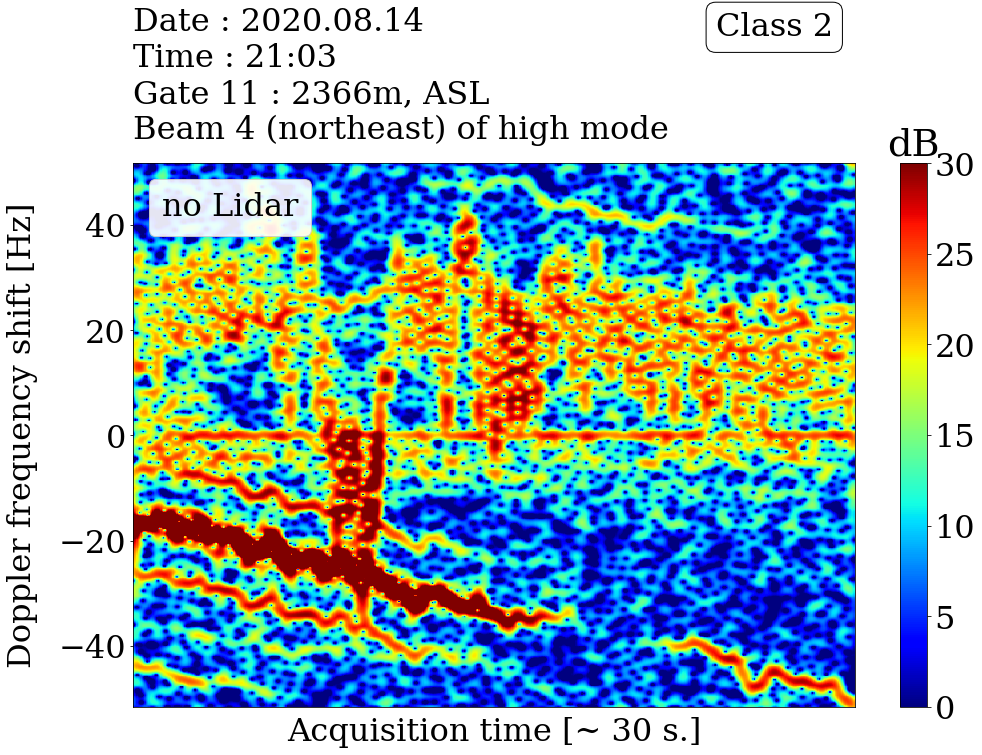 Date : 2020.08.14
Time : 21:03
Gate 11 : 2366m, ASL
Beam 4 (northeast) of high mode
Class 2
dB
no Lidar
Doppler frequency shift [Hz]
40
20
0
−20
−40
Acquisition time [~ 30 s.]
30
25
20
15
10
5
0